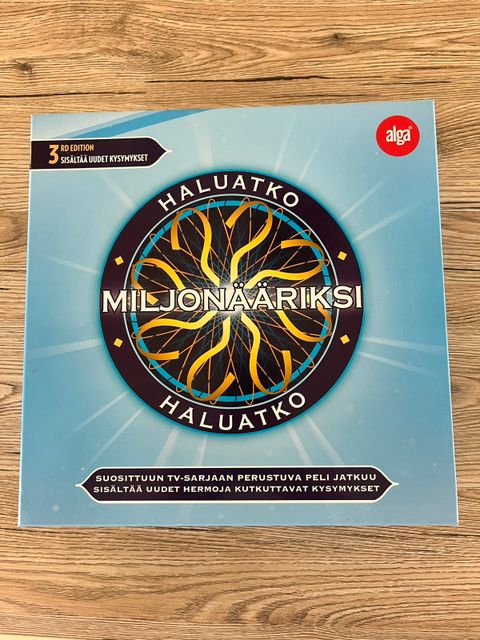 3 RD EDITION
SISÄLTÄÄ UUDET KYSYMYKSET
alga
HALUATKO
MILJONÄÄRIKSI
HALUATKO
SUOSITTUUN TV-SARJAAN PERUSTUVA PELI JATKUU
SISÄLTÄÄ UUDET HERMOJA KUTKUTTAVAT KYSYMYKSET